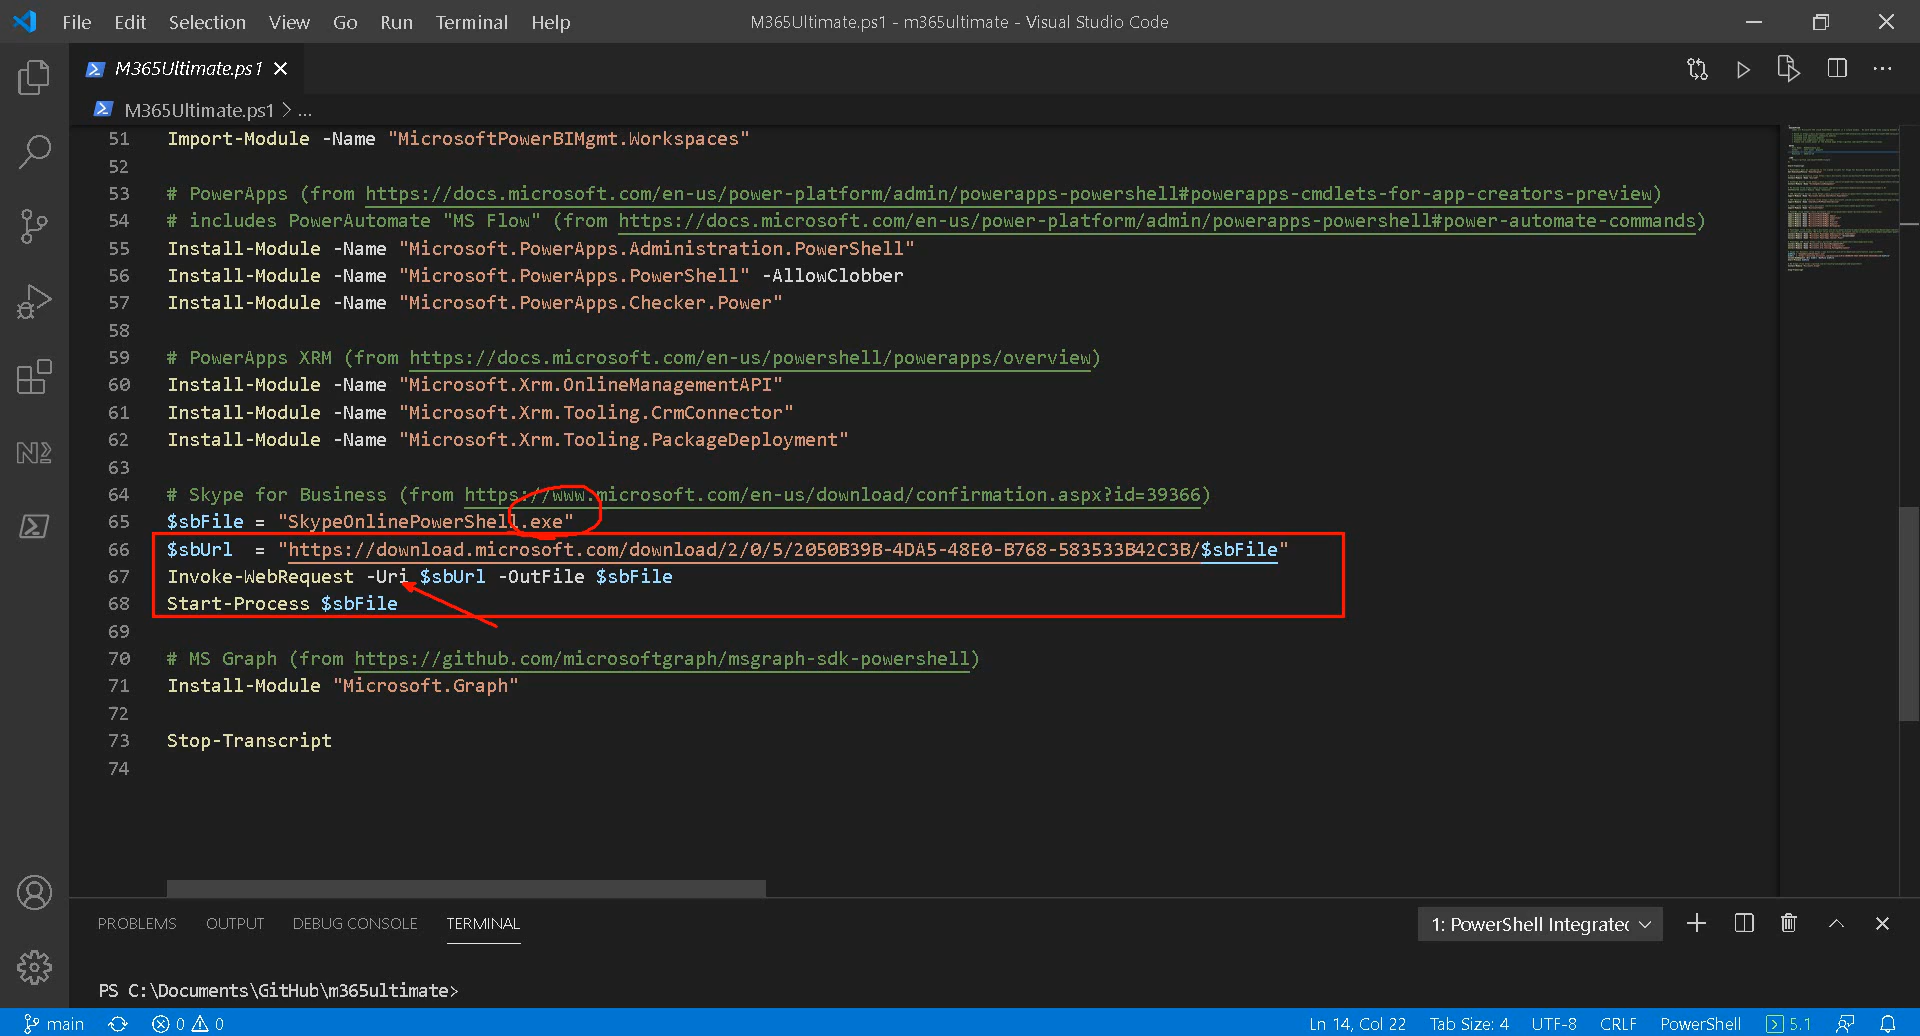 File Edit Selection View Go Run Terminal Help M365Ultimate.ps1 - m365ultimate - Visual Studio Code
M365Ultimate.ps1
M365Ultimate.ps1 > ...
51 Import-Module -Name "MicrosoftPowerBIMgmt.Workspaces"
52
53 # PowerApps (from https://docs.microsoft.com/en-us/power-platform/admin/powerapps-powershell#powerapps-cmdlets-for-app-creators-preview)
54 # includes PowerAutomate "MS Flow" (from https://docs.microsoft.com/en-us/power-platform/admin/powerapps-powershell#power-automate-commands)
55 Install-Module -Name "Microsoft.PowerApps.Administration.PowerShell"
56 Install-Module -Name "Microsoft.PowerApps.PowerShell" -AllowClobber
57 Install-Module -Name "Microsoft.PowerApps.Checker.Power"
58
59 # PowerApps XRM (from https://docs.microsoft.com/en-us/powershell/powerapps/overview)
60 Install-Module -Name "Microsoft.Xrm.OnlineManagementAPI"
61 Install-Module -Name "Microsoft.Xrm.Tooling.CrmConnector"
62 Install-Module -Name "Microsoft.Xrm.Tooling.PackageDeployment"
63
64 # Skype for Business (from https://www.microsoft.com/en-us/download/confirmation.aspx?id=39366)
65 $sbFile = "SkypeOnlinePowerShell.exe"
66 $sbUrl  = "https://download.microsoft.com/download/2/0/5/2050B39B-4DA5-48E0-B768-583533B42C3B/$sbFile"
67 Invoke-WebRequest -Uri $sbUrl -OutFile $sbFile
68 Start-Process $sbFile
69
70 # MS Graph (from https://github.com/microsoftgraph/msgraph-sdk-powershell)
71 Install-Module "Microsoft.Graph"
72
73 Stop-Transcript
74
PROBLEMS OUTPUT DEBUG CONSOLE TERMINAL 1: PowerShell Integrated
PS C:\Documents\GitHub\m365ultimate>
main 0 0 Ln 14, Col 22 Tab Size: 4 UTF-8 CRLF PowerShell 5.1